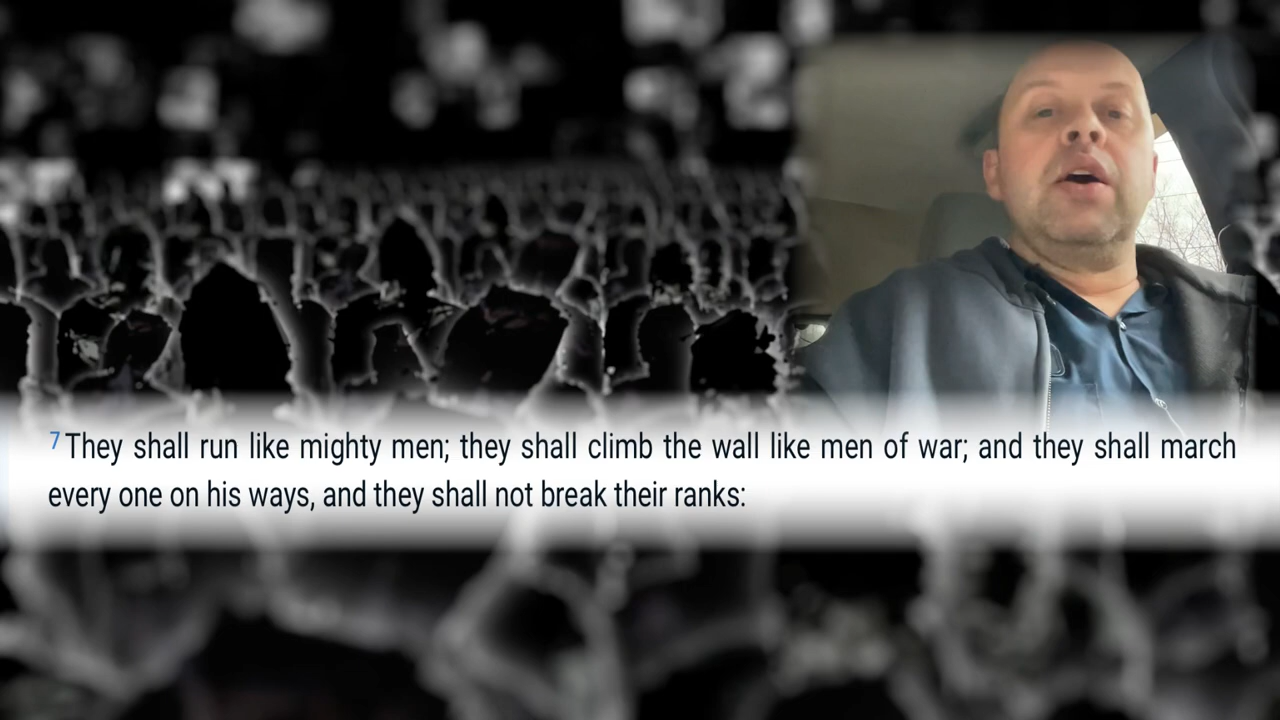 7 They shall run like mighty men; they shall climb the wall like men of war; and they shall march
every one on his ways, and they shall not break their ranks: